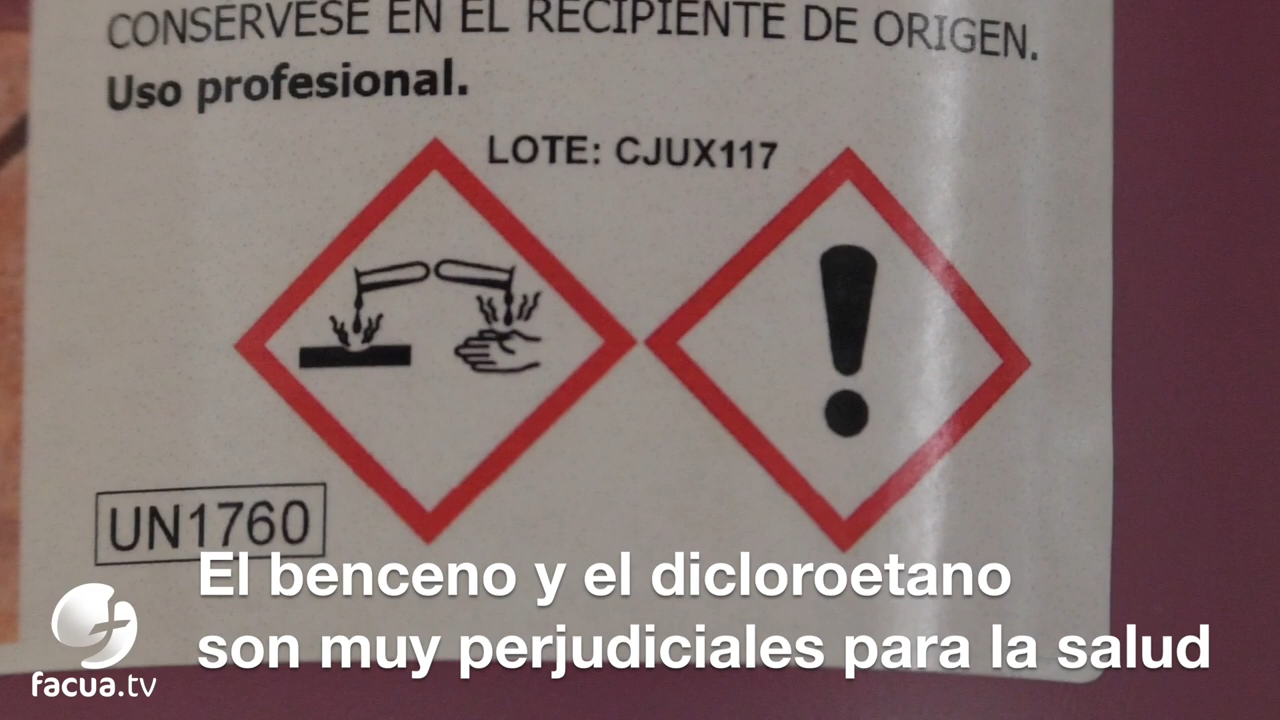 CONSÉRVESE EN EL RECIPIENTE DE ORIGEN.
Uso profesional.
LOTE: CJUX117
UN1760
El benceno y el dicloroetano
son muy perjudiciales para la salud
facua.tv